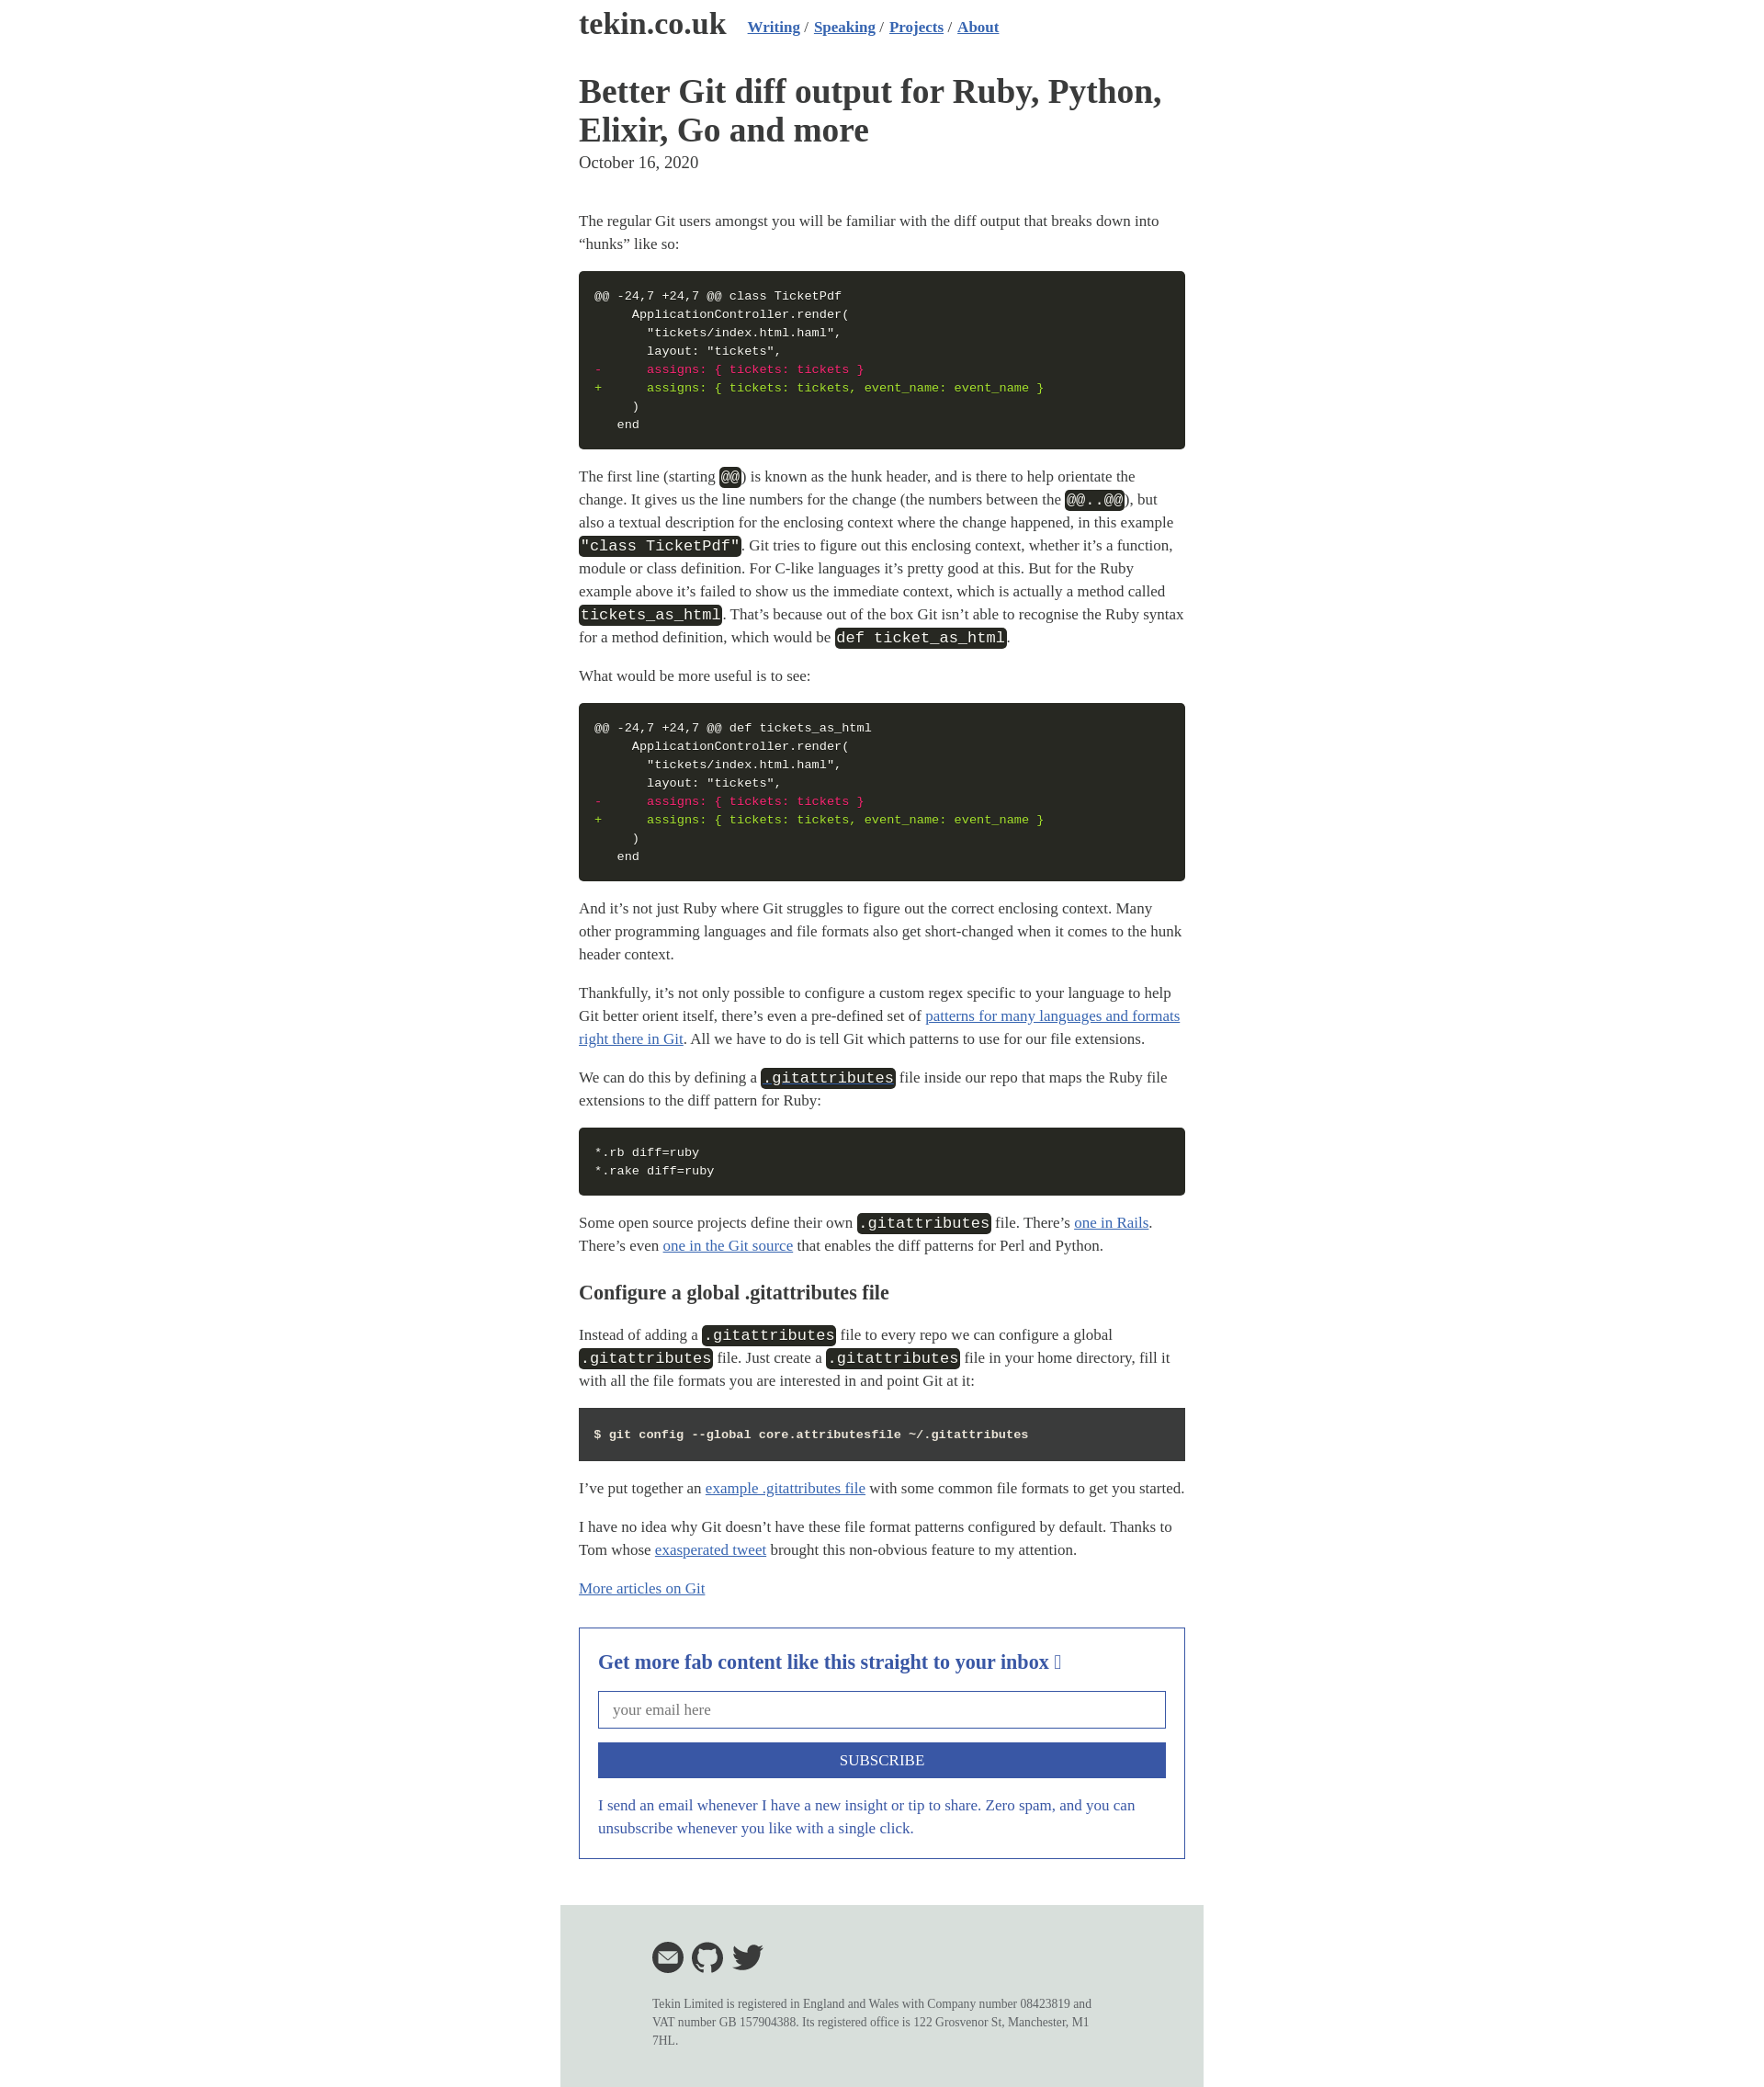 tekin.co.uk Writing / Speaking / Projects / About
Better Git diff output for Ruby, Python,
Elixir, Go and more
October 16, 2020
The regular Git users amongst you will be familiar with the diff output that breaks down into
“hunks” like so:
@@ -24,7 +24,7 @@ class TicketPdf
     ApplicationController.render(
       "tickets/index.html.haml",
       layout: "tickets",
-      assigns: { tickets: tickets }
+      assigns: { tickets: tickets, event_name: event_name }
     )
   end
The first line (starting @@) is known as the hunk header, and is there to help orientate the
change. It gives us the line numbers for the change (the numbers between the @@..@@), but
also a textual description for the enclosing context where the change happened, in this example
"class TicketPdf". Git tries to figure out this enclosing context, whether it’s a function,
module or class definition. For C-like languages it’s pretty good at this. But for the Ruby
example above it’s failed to show us the immediate context, which is actually a method called
tickets_as_html. That’s because out of the box Git isn’t able to recognise the Ruby syntax
for a method definition, which would be def ticket_as_html.
What would be more useful is to see:
@@ -24,7 +24,7 @@ def tickets_as_html
     ApplicationController.render(
       "tickets/index.html.haml",
       layout: "tickets",
-      assigns: { tickets: tickets }
+      assigns: { tickets: tickets, event_name: event_name }
     )
   end
And it’s not just Ruby where Git struggles to figure out the correct enclosing context. Many
other programming languages and file formats also get short-changed when it comes to the hunk
header context.
Thankfully, it’s not only possible to configure a custom regex specific to your language to help
Git better orient itself, there’s even a pre-defined set of patterns for many languages and formats
right there in Git. All we have to do is tell Git which patterns to use for our file extensions.
We can do this by defining a .gitattributes file inside our repo that maps the Ruby file
extensions to the diff pattern for Ruby:
*.rb diff=ruby
*.rake diff=ruby
Some open source projects define their own .gitattributes file. There’s one in Rails.
There’s even one in the Git source that enables the diff patterns for Perl and Python.
Configure a global .gitattributes file
Instead of adding a .gitattributes file to every repo we can configure a global
.gitattributes file. Just create a .gitattributes file in your home directory, fill it
with all the file formats you are interested in and point Git at it:
$ git config --global core.attributesfile ~/.gitattributes
I’ve put together an example .gitattributes file with some common file formats to get you started.
I have no idea why Git doesn’t have these file format patterns configured by default. Thanks to
Tom whose exasperated tweet brought this non-obvious feature to my attention.
More articles on Git
Get more fab content like this straight to your inbox
your email here
SUBSCRIBE
I send an email whenever I have a new insight or tip to share. Zero spam, and you can
unsubscribe whenever you like with a single click.
Tekin Limited is registered in England and Wales with Company number 08423819 and
VAT number GB 157904388. Its registered office is 122 Grosvenor St, Manchester, M1
7HL.